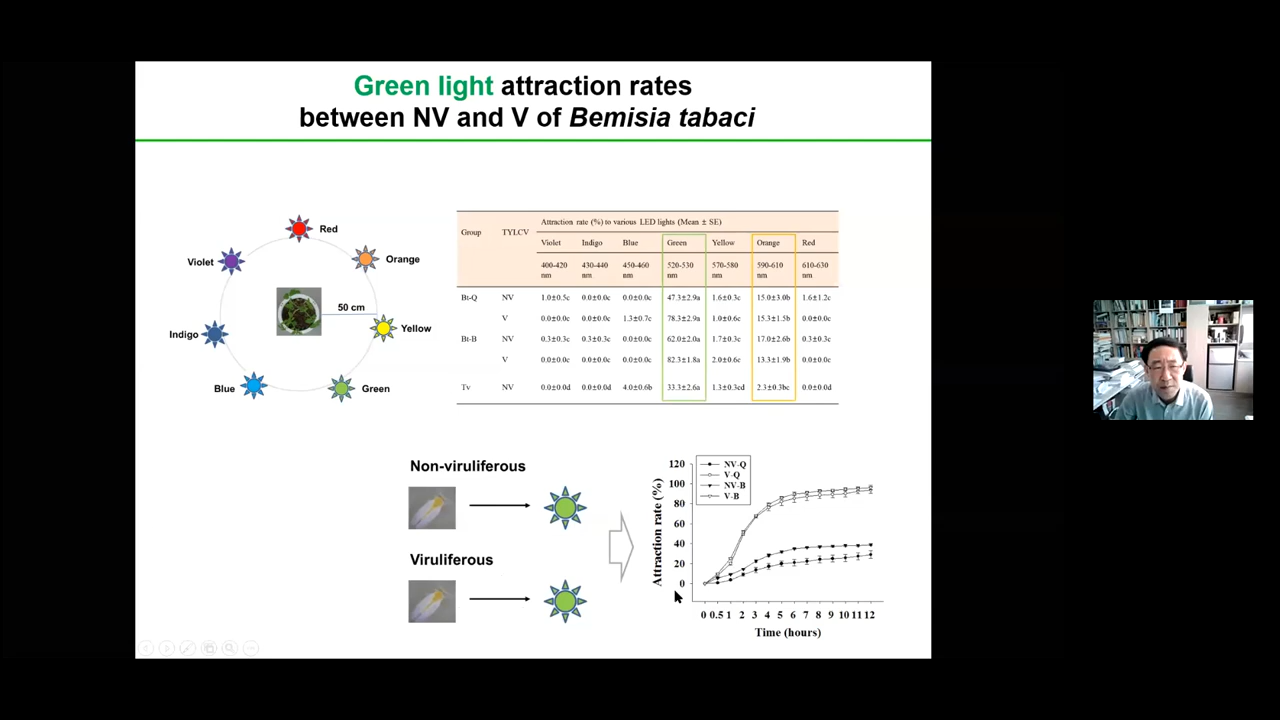 Green light attraction rates
between NV and V of Bemisia tabaci
Red
Orange
Violet
50 cm
Yellow
Indigo
Blue
Green
Group TYLCV Attraction rate (%) to various LED lights (Mean ± SE)
Violet Indigo Blue Green Yellow Orange Red
400-420 nm 430-440 nm 450-460 nm 520-530 nm 570-580 nm 590-610 nm 610-630 nm
Bt-Q NV 1.0±0.5c 0.0±0.0c 0.0±0.0c 47.3±2.9a 1.6±0.3c 15.0±3.0b 1.6±1.2c
V 0.0±0.0c 0.0±0.0c 1.3±0.7c 78.3±2.9a 1.0±0.6c 15.3±1.5b 0.0±0.0c
Bt-B NV 0.3±0.3c 0.3±0.3c 0.0±0.0c 62.0±2.0a 1.7±0.3c 17.0±2.6b 0.3±0.3c
V 0.0±0.0c 0.0±0.0c 0.0±0.0c 82.3±1.8a 2.0±0.6c 13.3±1.9b 0.0±0.0c
Tv NV 0.0±0.0d 0.0±0.0d 4.0±0.6b 33.3±2.6a 1.3±0.3cd 2.3±0.3bc 0.0±0.0d
Non-viruliferous
Viruliferous
Attraction rate (%)
120
100
80
60
40
20
0
NV-Q
V-Q
NV-B
V-B
0 0.5 1 2 3 4 5 6 7 8 9 10 11 12
Time (hours)